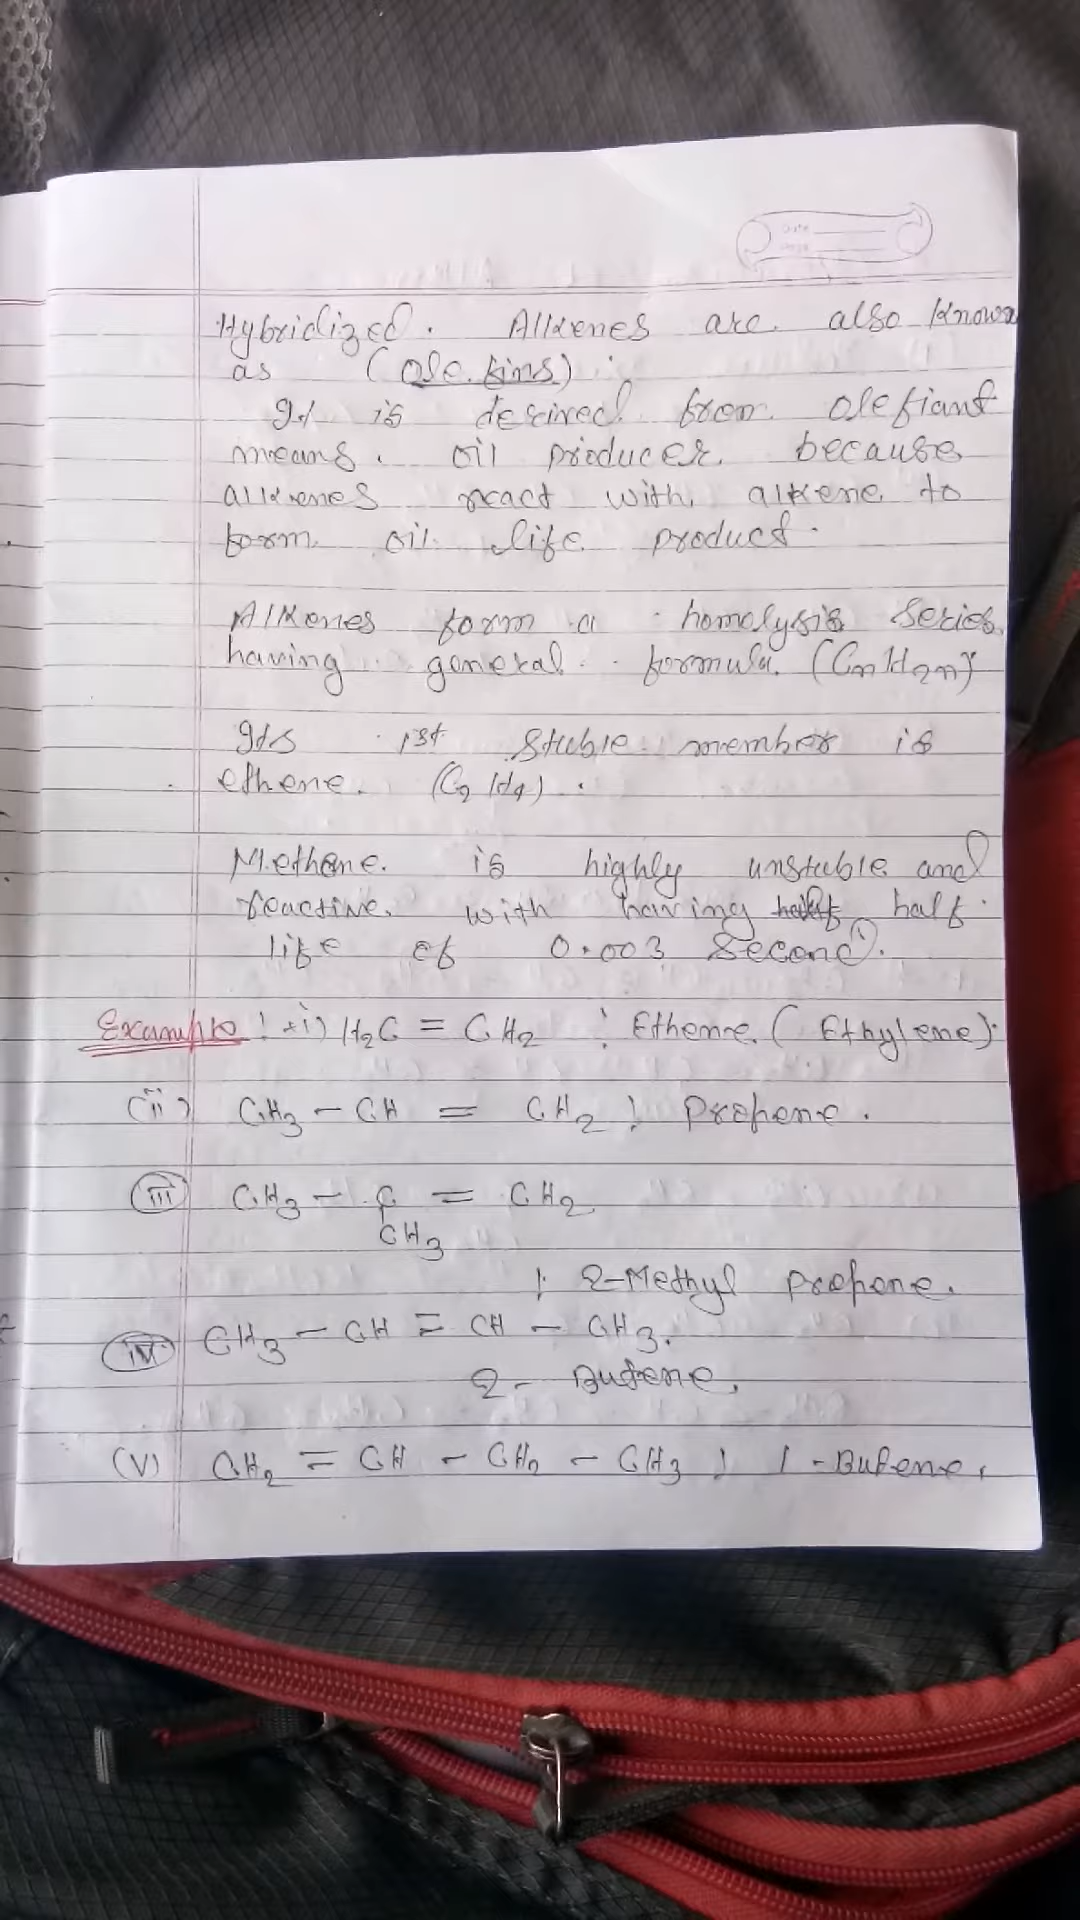 Hybridized. Alkenes are also known
as (Olefins)
It is derived from olefiant
means oil producer because
alkenes react with alkene to
form oil life product.
Alkenes form a homolysis series
having general formula (CnH2n)
Its 1st stable member is
ethene. (C2H4).
Methene is highly unstable and
reactive with having half
life of 0.003 second.
Example: i) H2C = CH2 : Ethene (Ethylene).
(ii) CH3 - CH = CH2 : Propene.
(iii) CH3 - C = CH2
CH3
: 2-Methyl Propene.
(iv) CH3 - CH = CH - CH3.
2- Butene.
(V) CH2 = CH - CH2 - CH3 : 1-Butene.